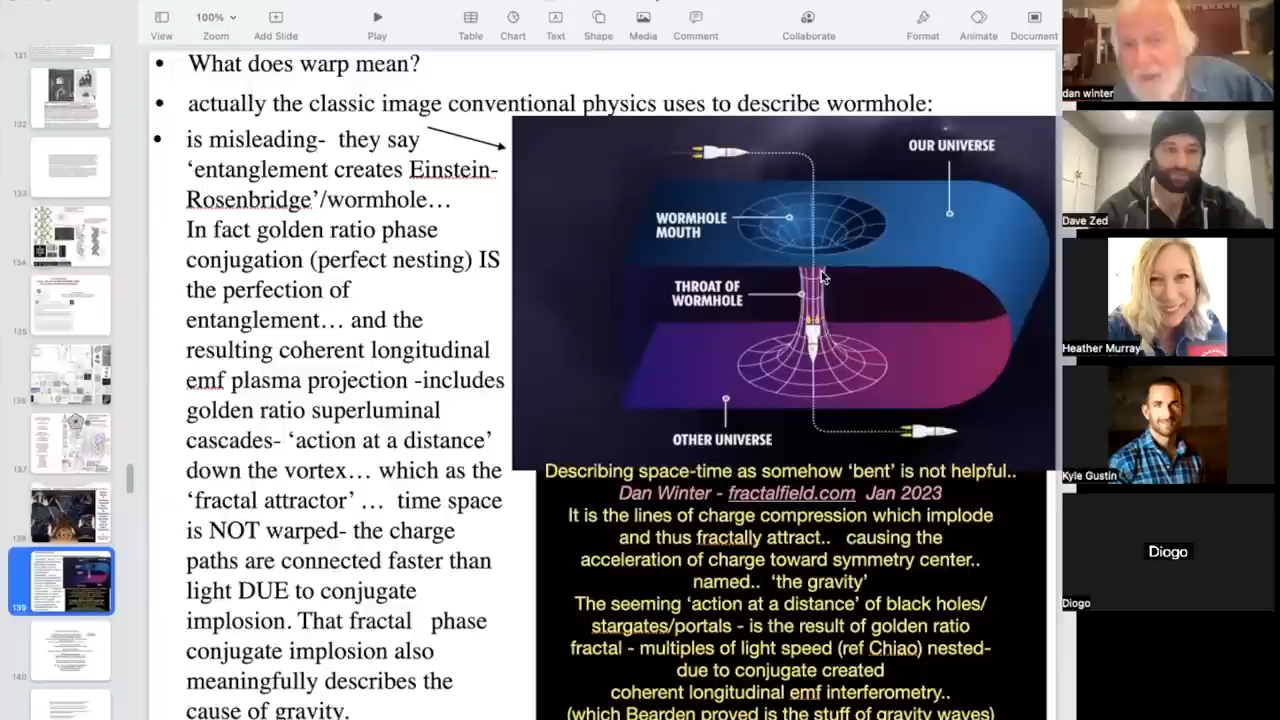 100%
View
Zoom
Add Slide
Play
Table
Chart
Text
Shape
Media
Comment
Collaborate
Format
Animate
Document
131
132
133
134
135
136
137
138
139
140
• What does warp mean?
• actually the classic image conventional physics uses to describe wormhole:
• is misleading- they say
‘entanglement creates Einstein-
Rosenbridge’/wormhole…
In fact golden ratio phase
conjugation (perfect nesting) IS
the perfection of
entanglement… and the
resulting coherent longitudinal
emf plasma projection -includes
golden ratio superluminal
cascades- ‘action at a distance’
down the vortex… which as the
‘fractal attractor’… time space
is NOT warped- the charge
paths are connected faster than
light DUE to conjugate
implosion. That fractal phase
conjugate implosion also
meaningfully describes the
cause of gravity.
OUR UNIVERSE
WORMHOLE
MOUTH
THROAT OF
WORMHOLE
OTHER UNIVERSE
Describing space-time as somehow ‘bent’ is not helpful..
Dan Winter - fractalfield.com Jan 2023
It is the lines of charge compression which implode
and thus fractally attract.. causing the
acceleration of charge toward symmetry center..
named.. ‘the gravity’
The seeming ‘action at a distance’ of black holes/
stargates/portals - is the result of golden ratio
fractal - multiples of light speed (ref Chiao) nested-
due to conjugate created
coherent longitudinal emf interferometry..
(which Bearden proved is the stuff of gravity waves)
dan winter
Dave Zed
Heather Murray
Kyle Gustin
Diogo
Diogo